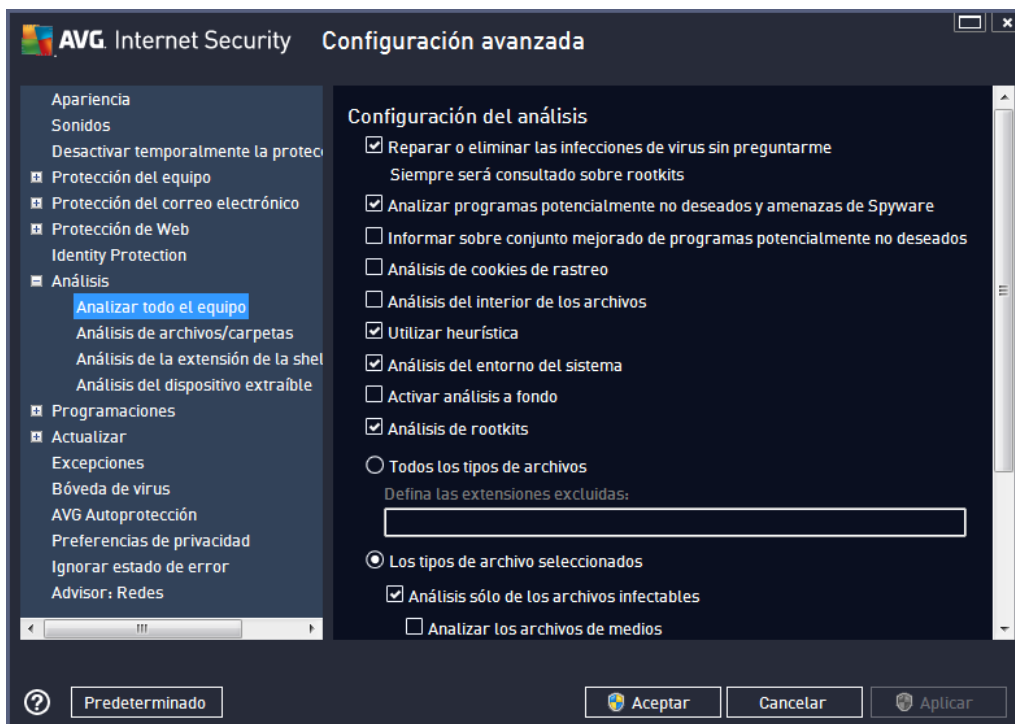 AVG. Internet Security
Configuración avanzada
Apariencia
Sonidos
Desactivar temporalmente la protec
Protección del equipo
Protección del correo electrónico
Protección de Web
Identity Protection
Análisis
Analizar todo el equipo
Análisis de archivos/carpetas
Análisis de la extensión de la shel
Análisis del dispositivo extraíble
Programaciones
Actualizar
Excepciones
Bóveda de virus
AVG Autoprotección
Preferencias de privacidad
Ignorar estado de error
Advisor: Redes
Configuración del análisis
Reparar o eliminar las infecciones de virus sin preguntarme
Siempre será consultado sobre rootkits
Analizar programas potencialmente no deseados y amenazas de Spyware
Informar sobre conjunto mejorado de programas potencialmente no deseados
Análisis de cookies de rastreo
Análisis del interior de los archivos
Utilizar heurística
Análisis del entorno del sistema
Activar análisis a fondo
Análisis de rootkits
Todos los tipos de archivos
Defina las extensiones excluidas:
Los tipos de archivo seleccionados
Análisis sólo de los archivos infectables
Analizar los archivos de medios
Predeterminado
Aceptar
Cancelar
Aplicar